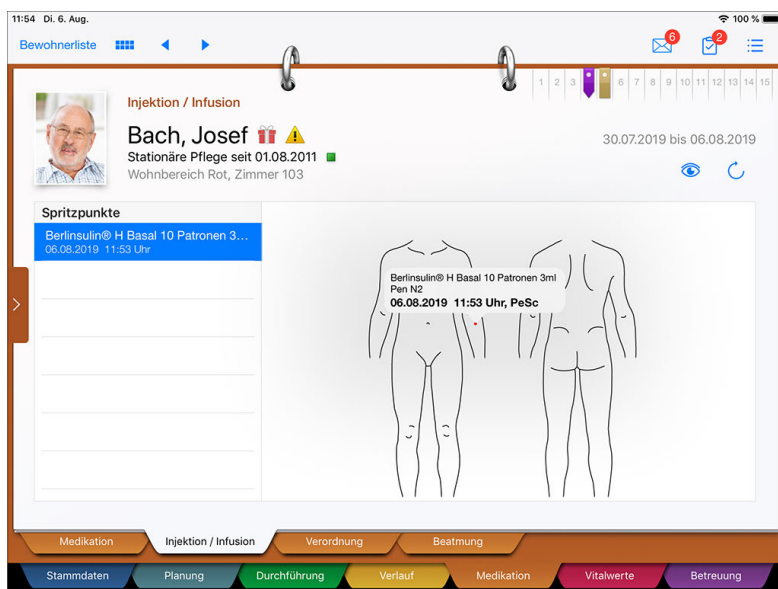 11:54 Di. 6. Aug. 100 %
Bewohnerliste
6
2
1 2 3 6 7 8 9 10 11 12 13 14 15
Injektion / Infusion
Bach, Josef
Stationäre Pflege seit 01.08.2011
Wohnbereich Rot, Zimmer 103
30.07.2019 bis 06.08.2019
Spritzpunkte
Berlinsulin® H Basal 10 Patronen 3...
06.08.2019 11:53 Uhr
Berlinsulin® H Basal 10 Patronen 3ml
Pen N2
06.08.2019 11:53 Uhr, PeSc
Medikation Injektion / Infusion Verordnung Beatmung
Stammdaten Planung Durchführung Verlauf Medikation Vitalwerte Betreuung